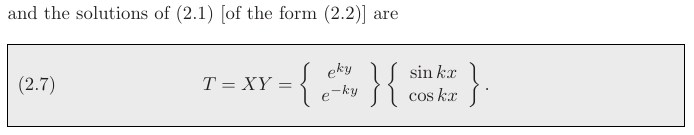 and the solutions of (2.1) [of the form (2.2)] are
(2.7) T = XY = { e^{ky} e^{-ky} } { sin kx cos kx } .